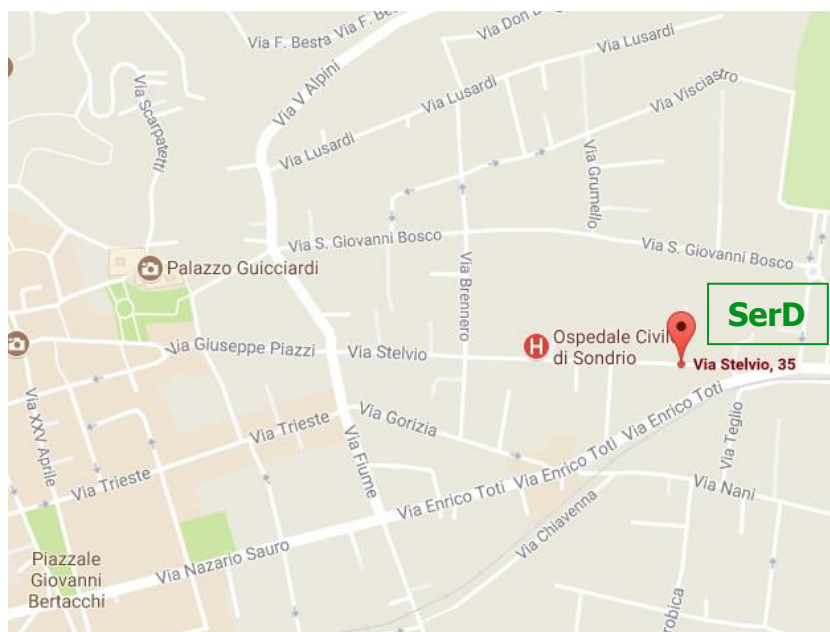 Via F. Besta
Via F. Best
Via Don B
Via Lusardi
Via V Alpini
Via Scarpatetti
Via Lusardi
Via Visciastro
Via Lusardi
Via Grumello
Via S. Giovanni Bosco
Via S. Giovanni Bosco
Palazzo Guicciardi
Via Brennero
SerD
Via Giuseppe Piazzi
Via Stelvio
H
Ospedale Civil
di Sondrio
Via Stelvio, 35
Via XXV Aprile
Via Trieste
Via Gorizia
Via Enrico Toti
Via Teglio
Via Trieste
Via Fiume
Via Enrico Toti
Via Enrico Toti
Via Nani
Via Chiavenna
Via Nazario Sauro
Piazzale
Giovanni
Bertacchi
robica